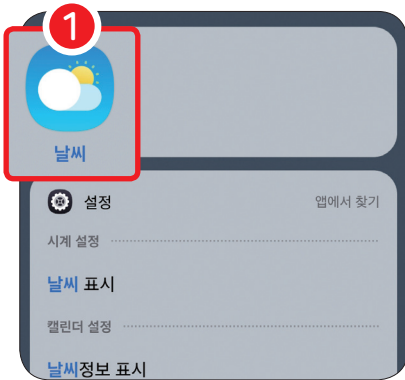 1
날씨
설정 앱에서 찾기
시계 설정
날씨 표시
캘린더 설정
날씨정보 표시